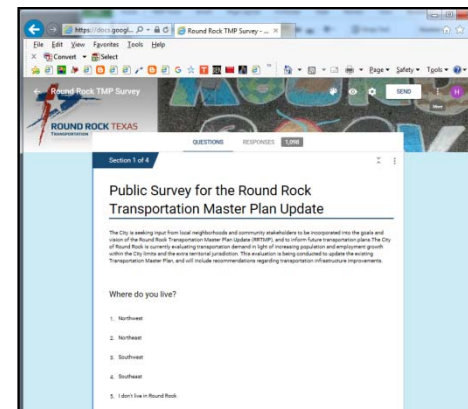 https://docs.googl...
Round Rock TMP Survey - ...
File Edit View Favorites Tools Help
Convert Select
Page Safety Tools
Round Rock TMP Survey
SEND
ROUND ROCK TEXAS
TRANSPORTATION
QUESTIONS RESPONSES 1,098
Section 1 of 4
Public Survey for the Round Rock
Transportation Master Plan Update
The City is seeking input from local neighborhoods and community stakeholders to be incorporated into the goals and
vision of the Round Rock Transportation Master Plan Update (RRTMP), and to inform future transportation plans. The City
of Round Rock is currently evaluating transportation demand in light of increasing population and employment growth
within the City limits and the extra territorial jurisdiction. This evaluation is being conducted to update the existing
Transportation Master Plan, and will include recommendations regarding transportation infrastructure improvements.
Where do you live?
1. Northwest
2. Northeast
3. Southwest
4. Southeast
5. I don't live in Round Rock